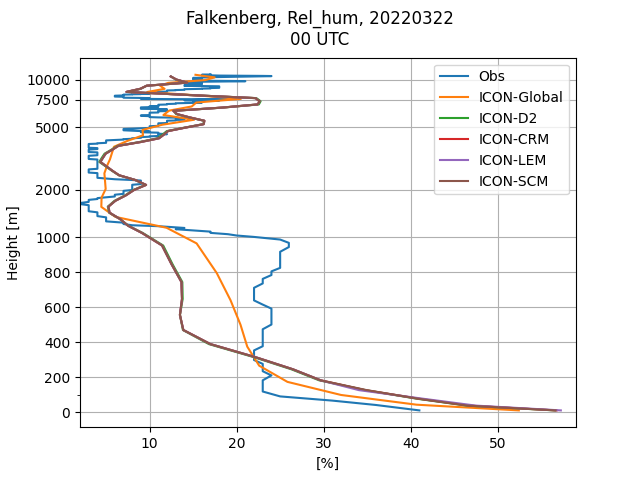 Falkenberg, Rel_hum, 20220322
00 UTC
10000
7500
5000
2000
1000
800
600
400
200
0
Height [m]
10
20
30
40
50
[%]
Obs
ICON-Global
ICON-D2
ICON-CRM
ICON-LEM
ICON-SCM